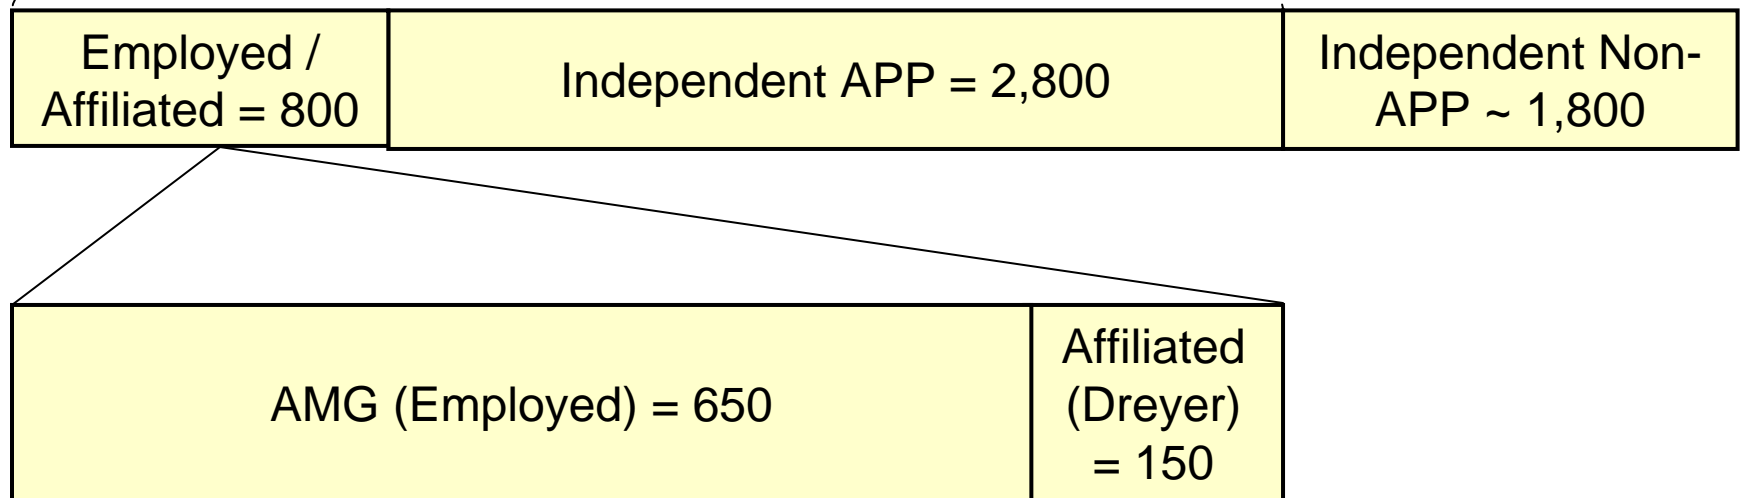 Employed /
Affiliated = 800
Independent APP = 2,800
Independent Non-
APP ~ 1,800
AMG (Employed) = 650
Affiliated
(Dreyer)
= 150